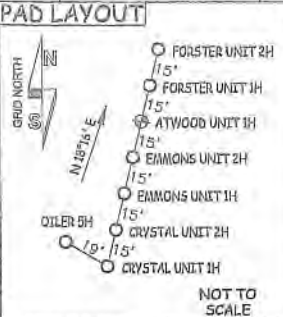 PAD LAYOUT
GRID NORTH
N
S
N 18°16' E
FORSTER UNIT 2H
15'
FORSTER UNIT 1H
15'
ATWOOD UNIT 1H
15'
EMMONS UNIT 2H
15'
EMMONS UNIT 1H
15'
CRYSTAL UNIT 2H
OILER 5H
19'
15'
CRYSTAL UNIT 1H
NOT TO
SCALE